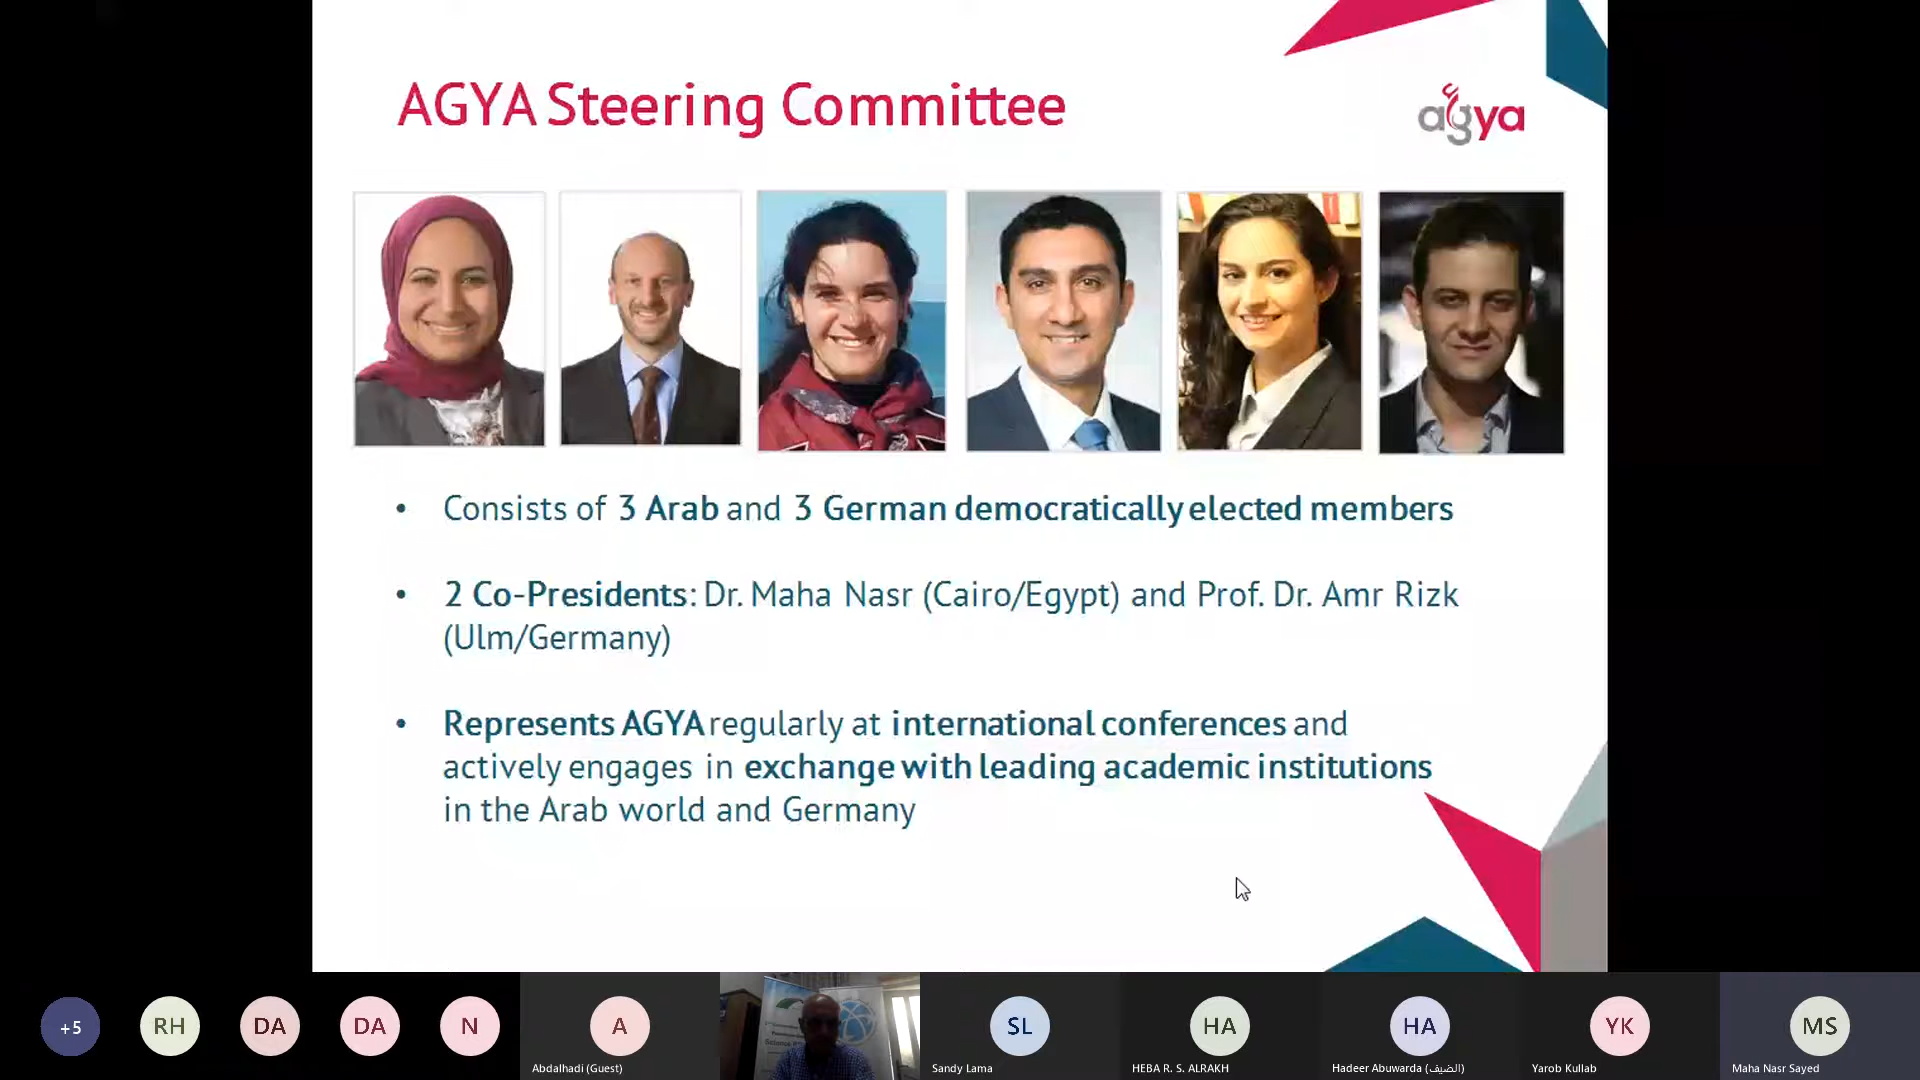 AGYA Steering Committee
agya
• Consists of 3 Arab and 3 German democratically elected members
• 2 Co-Presidents: Dr. Maha Nasr (Cairo/Egypt) and Prof. Dr. Amr Rizk
(Ulm/Germany)
• Represents AGYA regularly at international conferences and
actively engages in exchange with leading academic institutions
in the Arab world and Germany
+5
RH
DA
DA
N
A
SL
HA
HA
YK
MS
Abdalhadi (Guest)
Sandy Lama
HEBA R. S. ALRAKH
Hadeer Abuwarda (الضيف)
Yarob Kullab
Maha Nasr Sayed